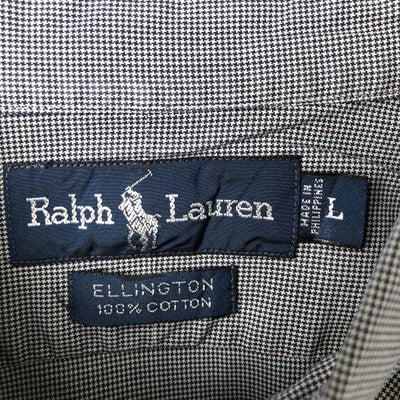 Ralph Lauren
MADE IN
PHILIPPINES
L
ELLINGTON
100% COTTON